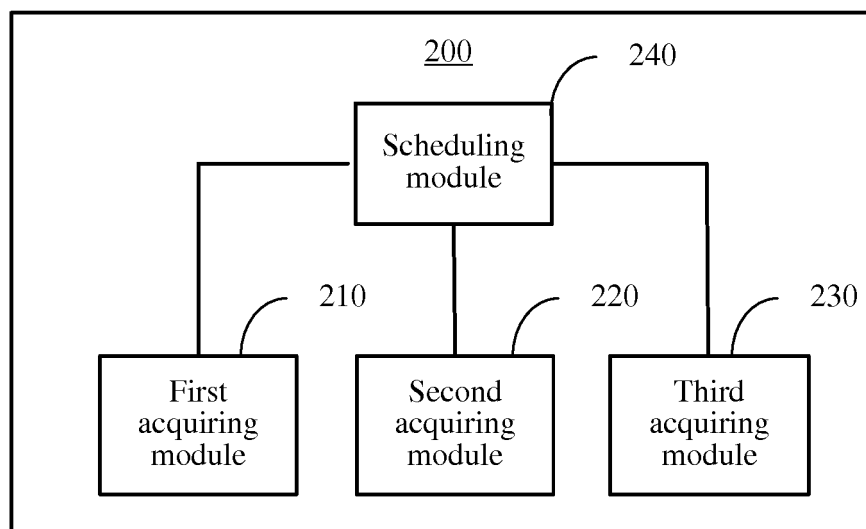 200
240
Scheduling
module
210
220
230
First
acquiring
module
Second
acquiring
module
Third
acquiring
module